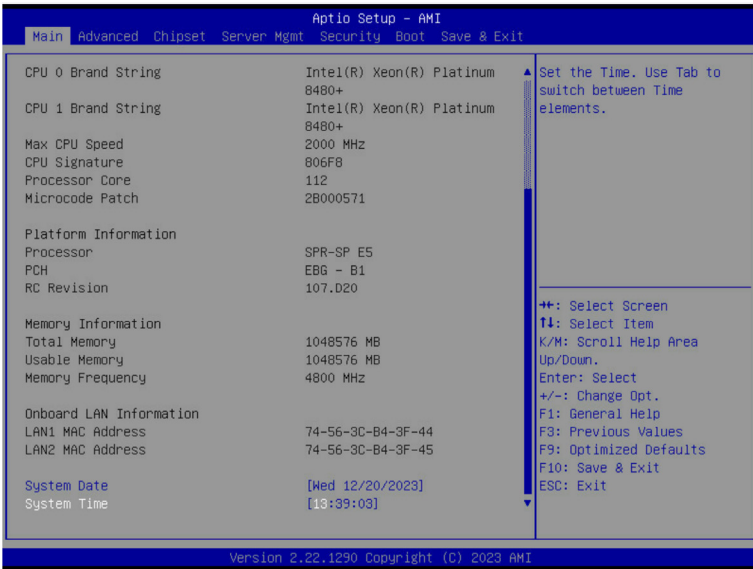 Aptio Setup – AMI
Main Advanced Chipset Server Mgmt Security Boot Save & Exit
CPU 0 Brand String Intel(R) Xeon(R) Platinum
8480+
CPU 1 Brand String Intel(R) Xeon(R) Platinum
8480+
Max CPU Speed 2000 MHz
CPU Signature 806F8
Processor Core 112
Microcode Patch 2B000571
Platform Information
Processor SPR-SP E5
PCH EBG – B1
RC Revision 107.D20
Memory Information
Total Memory 1048576 MB
Usable Memory 1048576 MB
Memory Frequency 4800 MHz
Onboard LAN Information
LAN1 MAC Address 74-56-3C-B4-3F-44
LAN2 MAC Address 74-56-3C-B4-3F-45
System Date [Wed 12/20/2023]
System Time [13:39:03]
Set the Time. Use Tab to
switch between Time
elements.
→←: Select Screen
↑↓: Select Item
K/M: Scroll Help Area
Up/Down.
Enter: Select
+/-: Change Opt.
F1: General Help
F3: Previous Values
F9: Optimized Defaults
F10: Save & Exit
ESC: Exit
Version 2.22.1290 Copyright (C) 2023 AMI